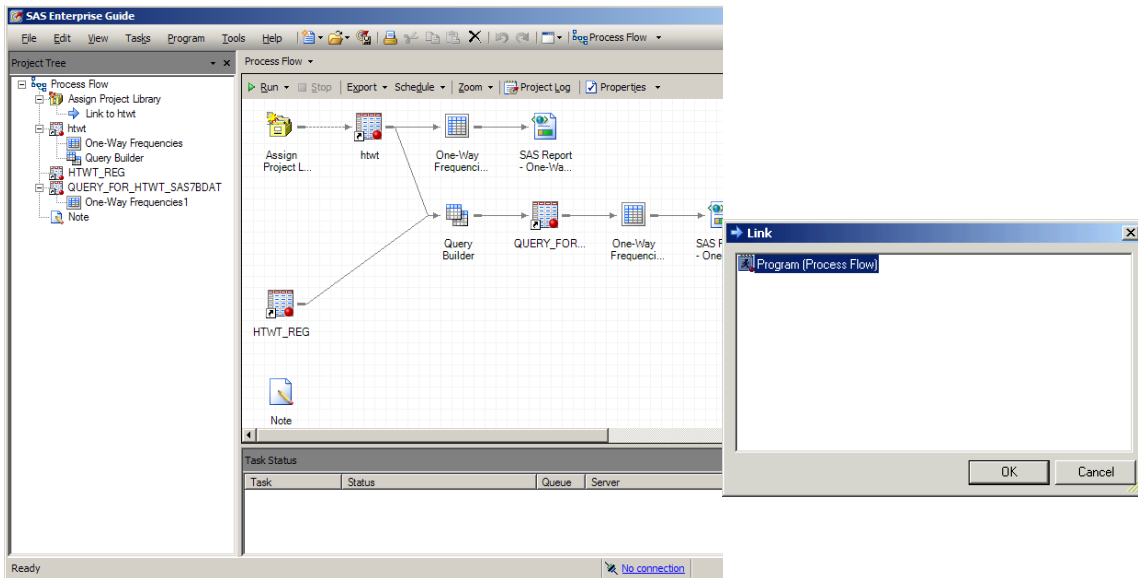 SAS Enterprise Guide
File Edit View Tasks Program Tools Help Process Flow
Project Tree
Process Flow
Assign Project Library
Link to htwt
htwt
One-Way Frequencies
Query Builder
HTWT_REG
QUERY_FOR_HTWT_SAS7BDAT
One-Way Frequencies1
Note
Process Flow
Run Stop Export Schedule Zoom Project Log Properties
Assign Project L...
htwt
One-Way Frequenci...
SAS Report - One-Wa...
Query Builder
QUERY_FOR...
One-Way Frequenci...
SAS - One
HTWT_REG
Note
Task Status
Task Status Queue Server
Ready
No connection
Link
Program (Process Flow)
OK Cancel